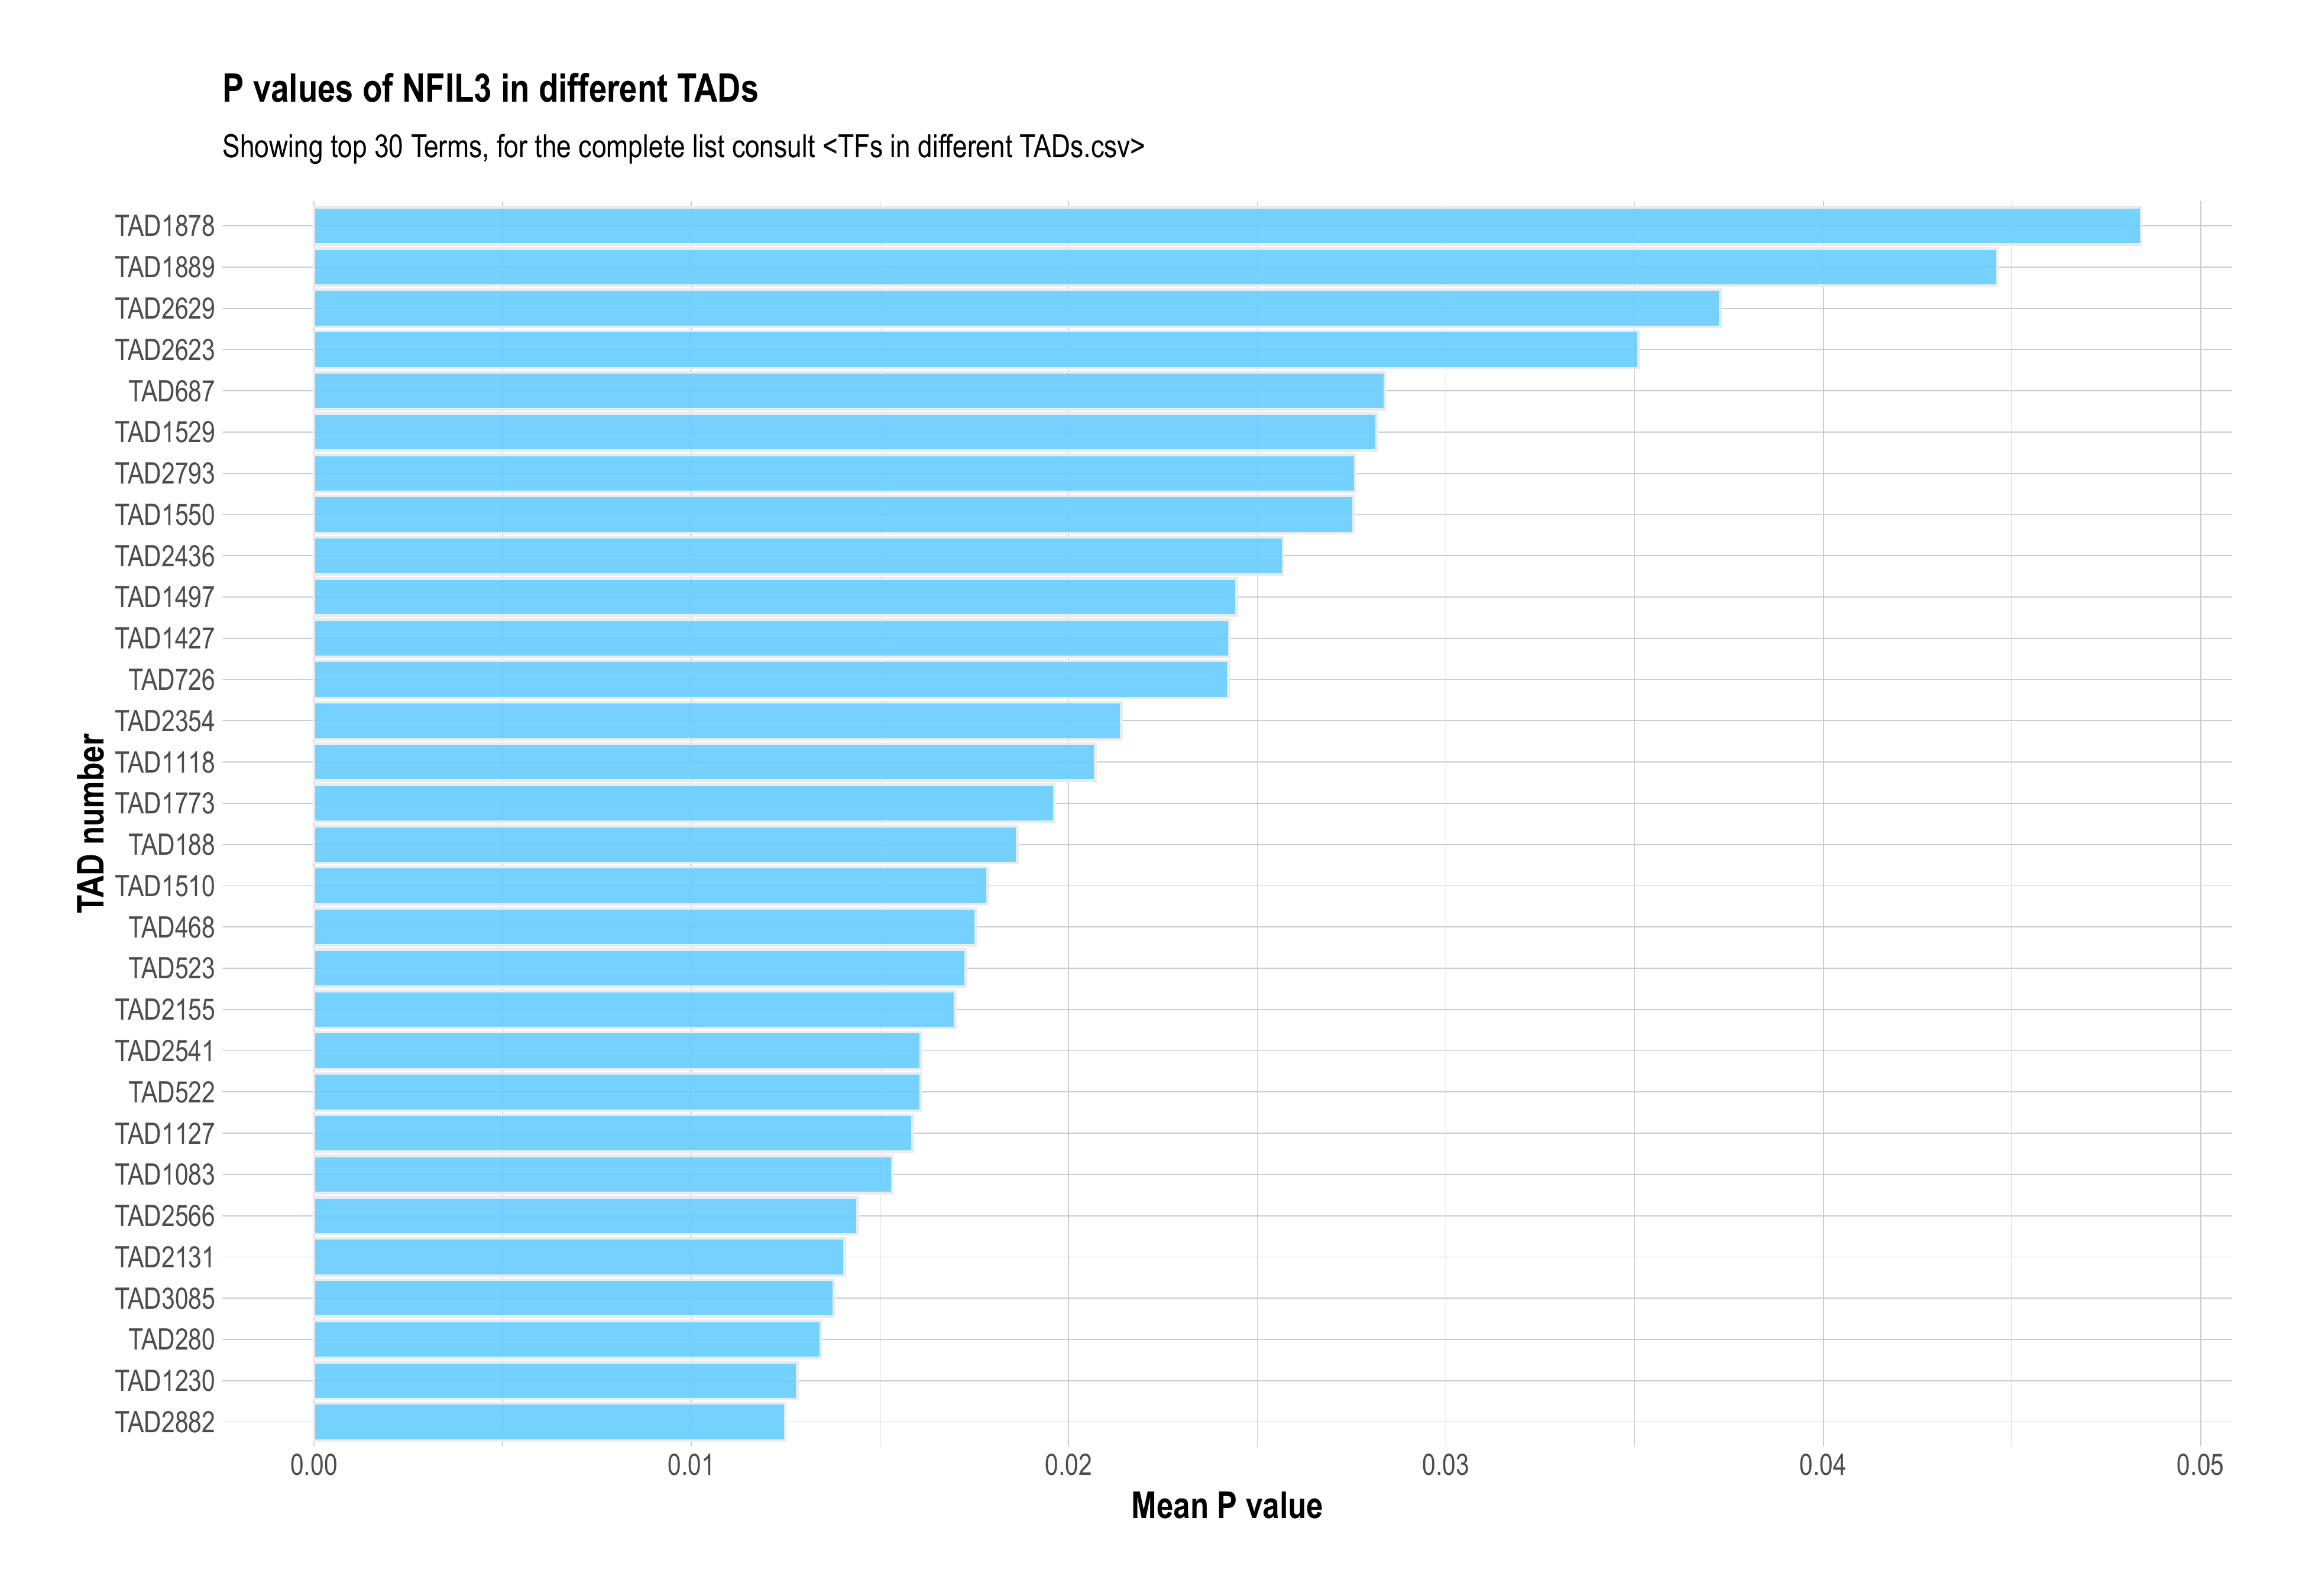 P values of NFIL3 in different TADs
Showing top 30 Terms, for the complete list consult <TFs in different TADs.csv>
TAD number
TAD1878
TAD1889
TAD2629
TAD2623
TAD687
TAD1529
TAD2793
TAD1550
TAD2436
TAD1497
TAD1427
TAD726
TAD2354
TAD1118
TAD1773
TAD188
TAD1510
TAD468
TAD523
TAD2155
TAD2541
TAD522
TAD1127
TAD1083
TAD2566
TAD2131
TAD3085
TAD280
TAD1230
TAD2882
0.00 0.01 0.02 0.03 0.04 0.05
Mean P value